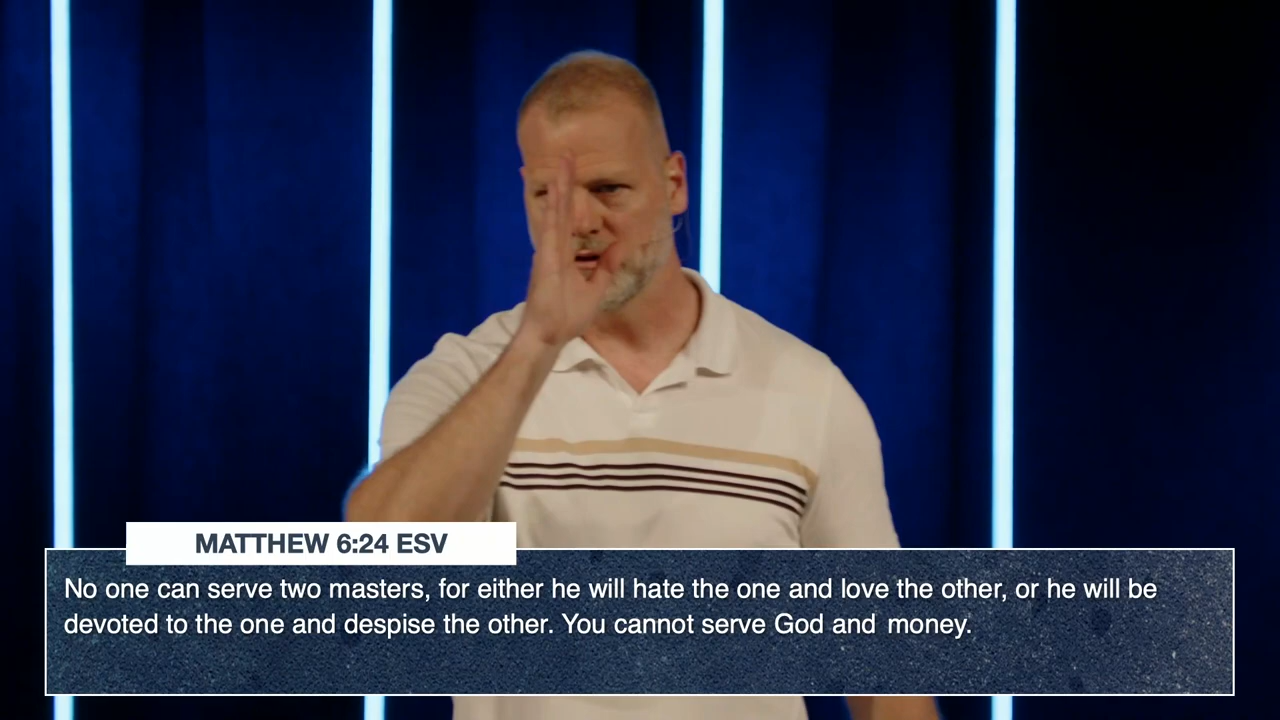 MATTHEW 6:24 ESV
No one can serve two masters, for either he will hate the one and love the other, or he will be
devoted to the one and despise the other. You cannot serve God and money.